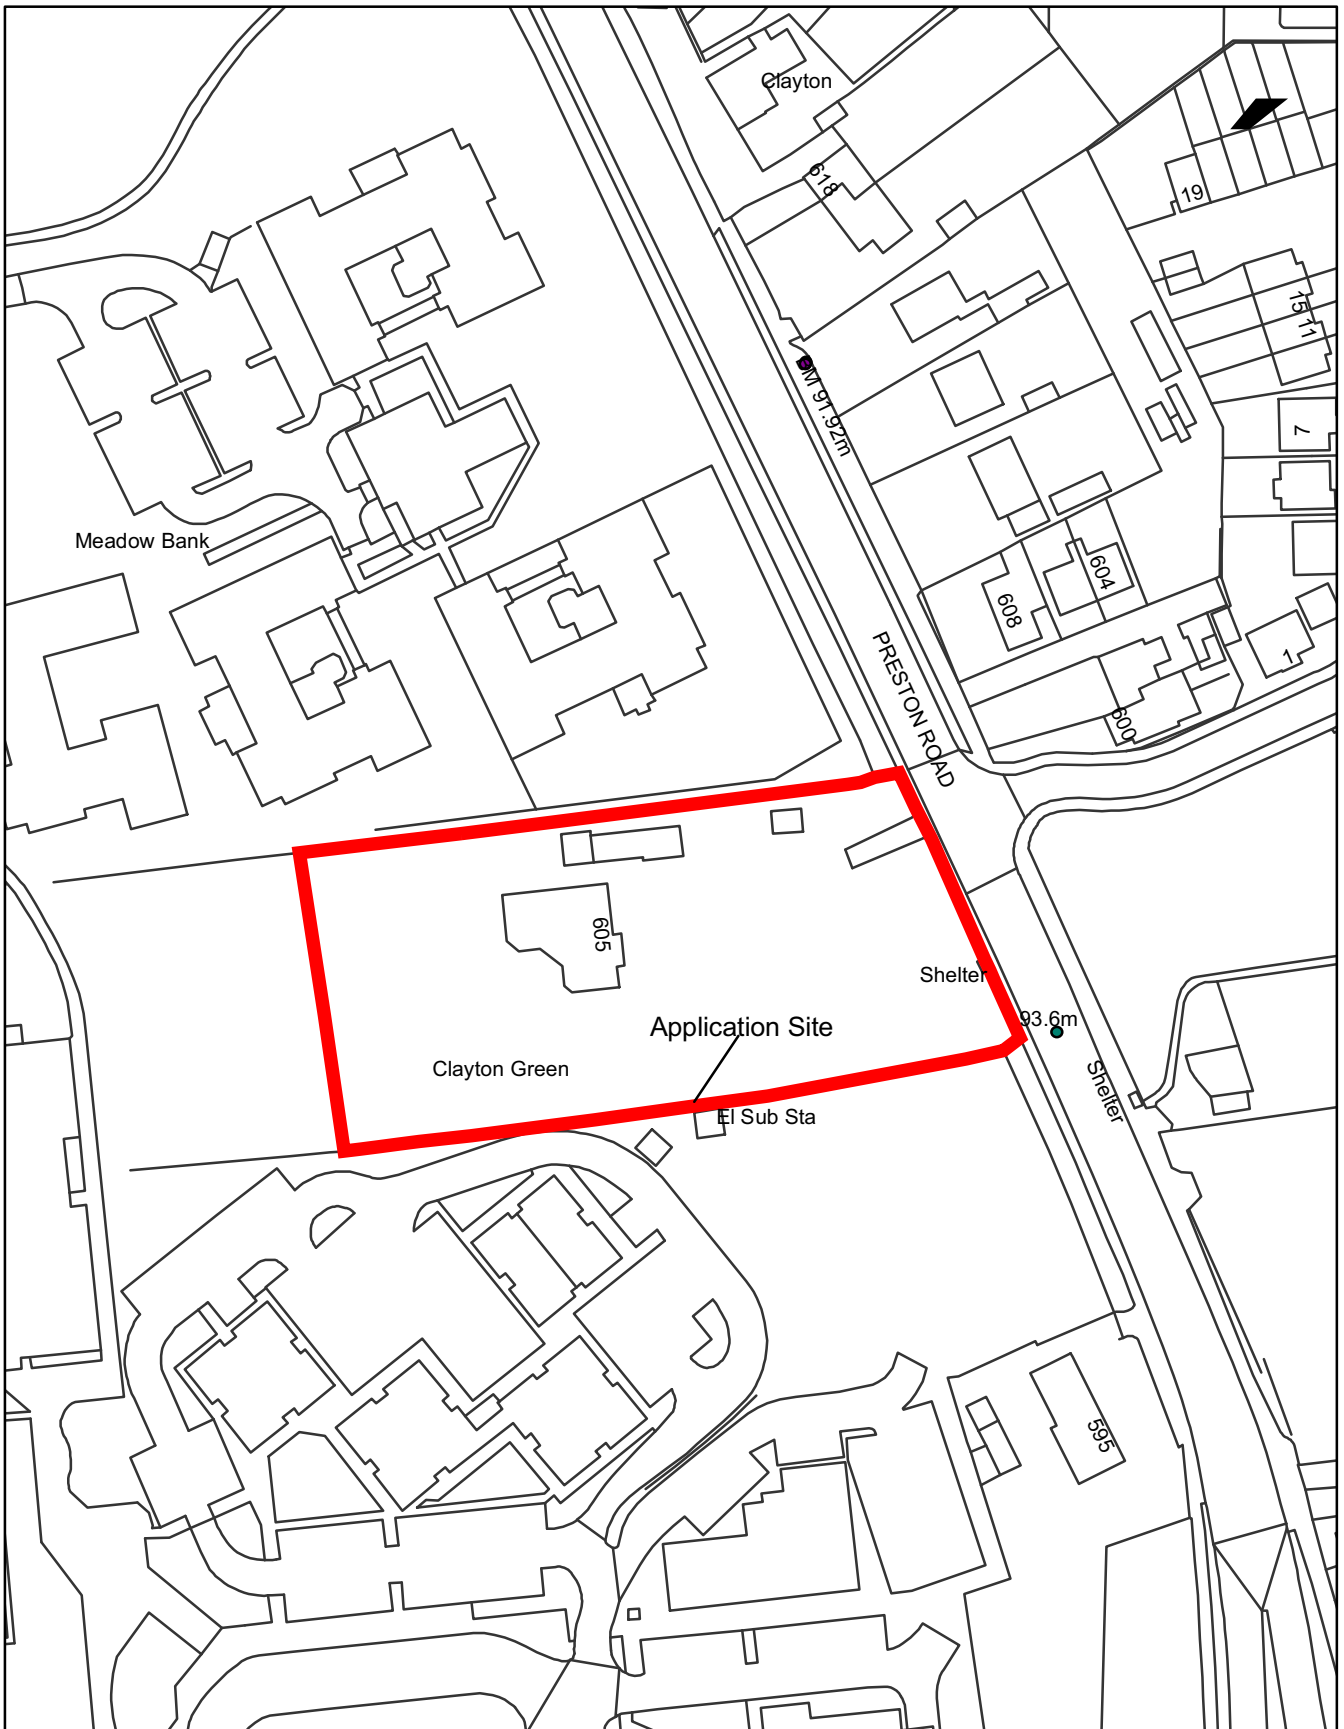 Clayton
618
19
15 11
BM 91.92m
7
Meadow Bank
604
608
1
PRESTON ROAD
600
605
Shelter
Application Site
93.6m
Clayton Green
Shelter
El Sub Sta
595